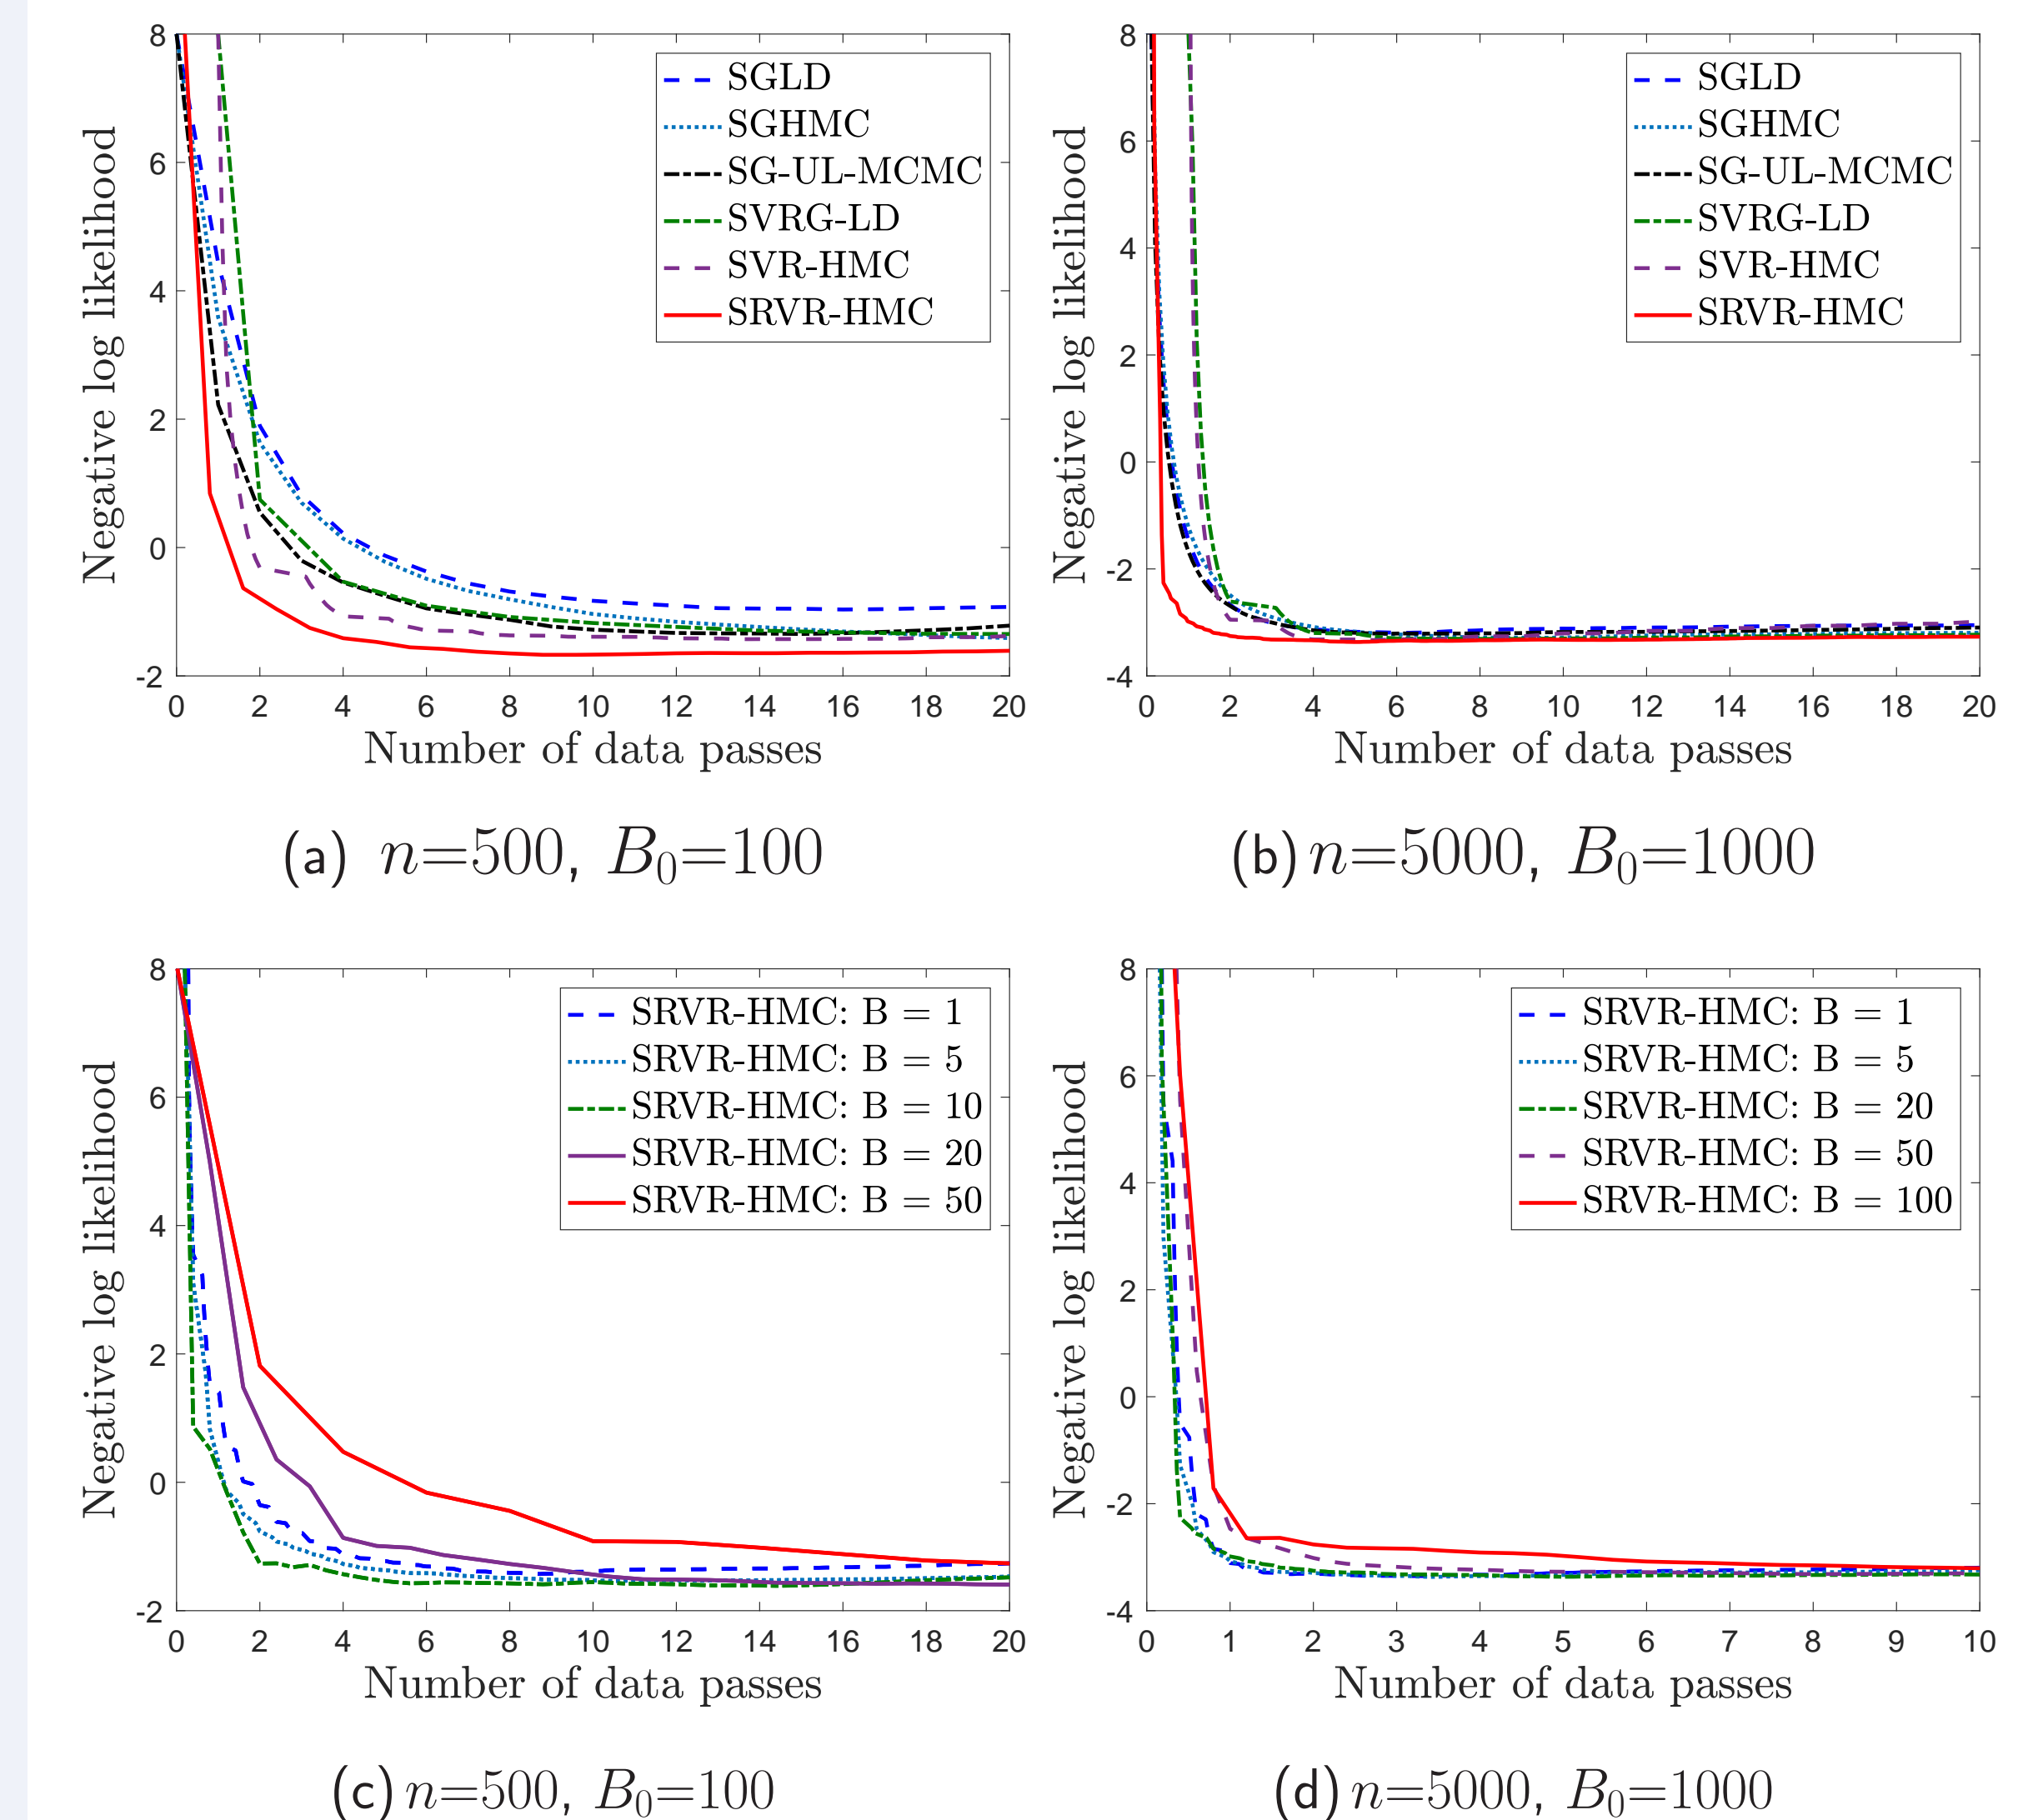 8
6
4
2
0
-2
Negative log likelihood
SGLD
SGHMC
SG-UL-MCMC
SVRG-LD
SVR-HMC
SRVR-HMC
0 2 4 6 8 10 12 14 16 18 20
Number of data passes
(a) n=500, B₀=100
8
6
4
2
0
-2
-4
Negative log likelihood
SGLD
SGHMC
SG-UL-MCMC
SVRG-LD
SVR-HMC
SRVR-HMC
0 2 4 6 8 10 12 14 16 18 20
Number of data passes
(b) n=5000, B₀=1000
8
6
4
2
0
-2
Negative log likelihood
SRVR-HMC: B = 1
SRVR-HMC: B = 5
SRVR-HMC: B = 10
SRVR-HMC: B = 20
SRVR-HMC: B = 50
0 2 4 6 8 10 12 14 16 18 20
Number of data passes
(c) n=500, B₀=100
8
6
4
2
0
-2
-4
Negative log likelihood
SRVR-HMC: B = 1
SRVR-HMC: B = 5
SRVR-HMC: B = 20
SRVR-HMC: B = 50
SRVR-HMC: B = 100
0 1 2 3 4 5 6 7 8 9 10
Number of data passes
(d) n=5000, B₀=1000